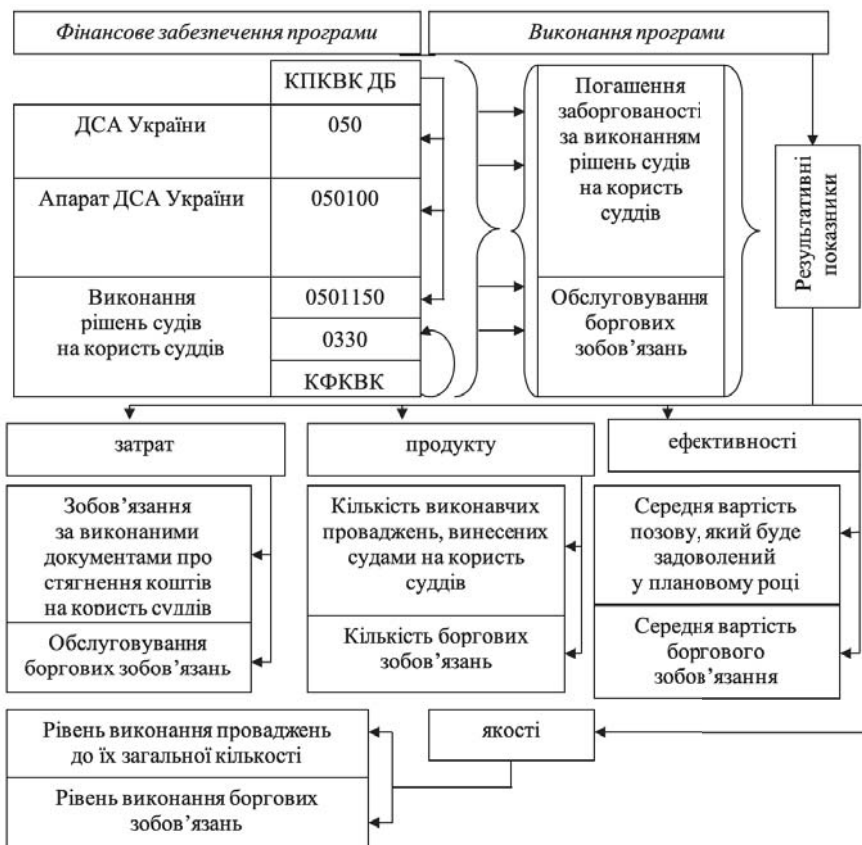 Фінансове забезпечення програми
Виконання програми
КПКВК ДБ
ДСА України
050
Апарат ДСА України
050100
Виконання
рішень судів
на користь суддів
0501150
0330
КФКВК
Погашення
заборгованості
за виконанням
рішень судів
на користь
суддів
Обслуговування
боргових
зобов’язань
Результативні
показники
затрат
продукту
ефективності
Зобов’язання
за виконаними
документами про
стягнення коштів
на користь суддів
Обслуговування
боргових зобов’язань
Кількість виконавчих
проваджень, винесених
судами на користь
суддів
Кількість боргових
зобов’язань
Середня вартість
позову, який буде
задоволений
у плановому році
Середня вартість
боргового
зобов’язання
Рівень виконання проваджень
до їх загальної кількості
Рівень виконання боргових
зобов’язань
якості